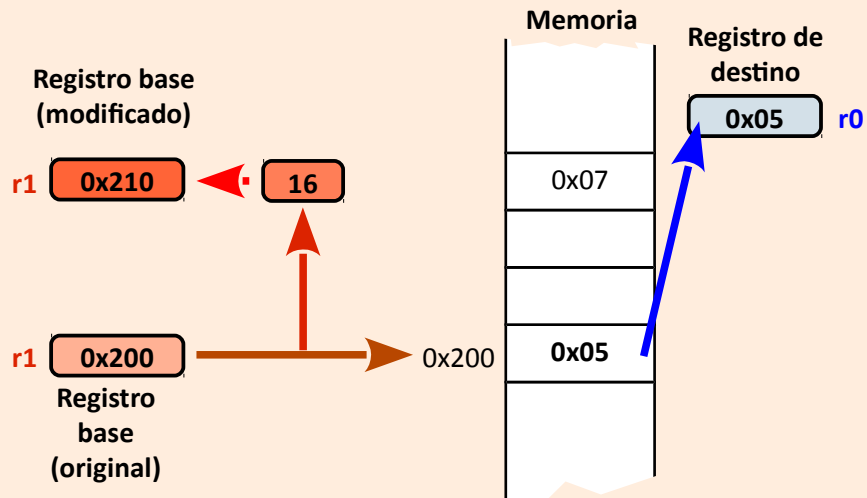 Memoria
Registro de
destino
0x05 r0
Registro base
(modificado)
r1 0x210 16
0x07
r1 0x200
0x200 0x05
Registro
base
(original)